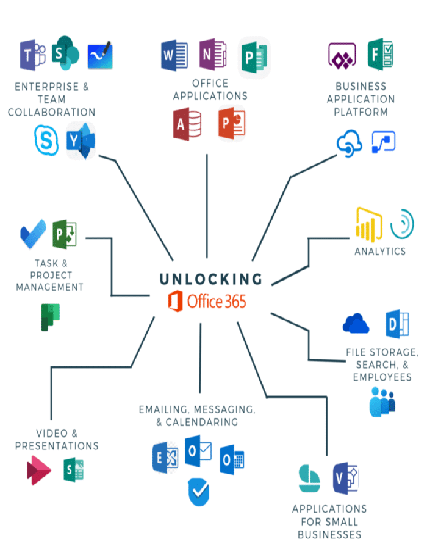 T
S
W
N
P
F
ENTERPRISE &
TEAM
COLLABORATION
OFFICE
APPLICATIONS
BUSINESS
APPLICATION
PLATFORM
S
Y
A
P
P
TASK &
PROJECT
MANAGEMENT
ANALYTICS
UNLOCKING
Office 365
D
FILE STORAGE,
SEARCH, &
EMPLOYEES
EMAILING, MESSAGING,
& CALENDARING
VIDEO &
PRESENTATIONS
S
E
O
O
V
APPLICATIONS
FOR SMALL
BUSINESSES